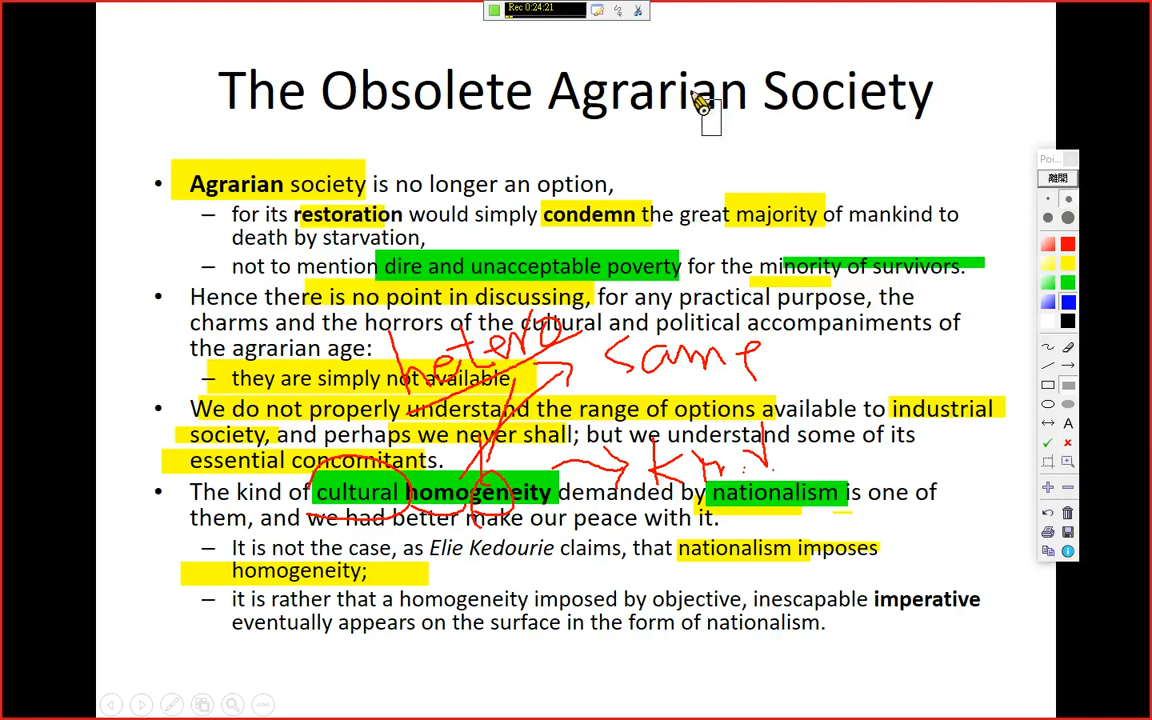 Rec 0:24:21
The Obsolete Agrarian Society
Poi...
離開
• Agrarian society is no longer an option,
– for its restoration would simply condemn the great majority of mankind to
death by starvation,
– not to mention dire and unacceptable poverty for the minority of survivors.
• Hence there is no point in discussing, for any practical purpose, the
charms and the horrors of the cultural and political accompaniments of
the agrarian age:
hetero
same
– they are simply not available.
• We do not properly understand the range of options available to industrial
society, and perhaps we never shall; but we understand some of its
essential concomitants.
• The kind of cultural homogeneity demanded by nationalism is one of
them, and we had better make our peace with it.
– It is not the case, as Elie Kedourie claims, that nationalism imposes
homogeneity;
– it is rather that a homogeneity imposed by objective, inescapable imperative
eventually appears on the surface in the form of nationalism.